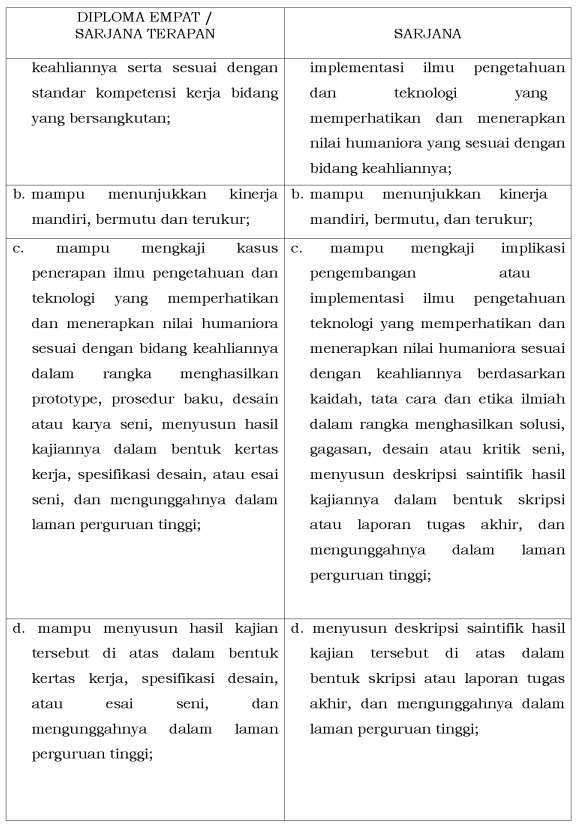 DIPLOMA EMPAT /
SARJANA TERAPAN
SARJANA
keahliannya serta sesuai dengan
standar kompetensi kerja bidang
yang bersangkutan;
implementasi ilmu pengetahuan
dan teknologi yang
memperhatikan dan menerapkan
nilai humaniora yang sesuai dengan
bidang keahliannya;
b. mampu menunjukkan kinerja
mandiri, bermutu dan terukur;
b. mampu menunjukkan kinerja
mandiri, bermutu, dan terukur;
c. mampu mengkaji kasus
penerapan ilmu pengetahuan dan
teknologi yang memperhatikan
dan menerapkan nilai humaniora
sesuai dengan bidang keahliannya
dalam rangka menghasilkan
prototype, prosedur baku, desain
atau karya seni, menyusun hasil
kajiannya dalam bentuk kertas
kerja, spesifikasi desain, atau esai
seni, dan mengunggahnya dalam
laman perguruan tinggi;
c. mampu mengkaji implikasi
pengembangan atau
implementasi ilmu pengetahuan
teknologi yang memperhatikan dan
menerapkan nilai humaniora sesuai
dengan keahliannya berdasarkan
kaidah, tata cara dan etika ilmiah
dalam rangka menghasilkan solusi,
gagasan, desain atau kritik seni,
menyusun deskripsi saintifik hasil
kajiannya dalam bentuk skripsi
atau laporan tugas akhir, dan
mengunggahnya dalam laman
perguruan tinggi;
d. mampu menyusun hasil kajian
tersebut di atas dalam bentuk
kertas kerja, spesifikasi desain,
atau esai seni, dan
mengunggahnya dalam laman
perguruan tinggi;
d. menyusun deskripsi saintifik hasil
kajian tersebut di atas dalam
bentuk skripsi atau laporan tugas
akhir, dan mengunggahnya dalam
laman perguruan tinggi;